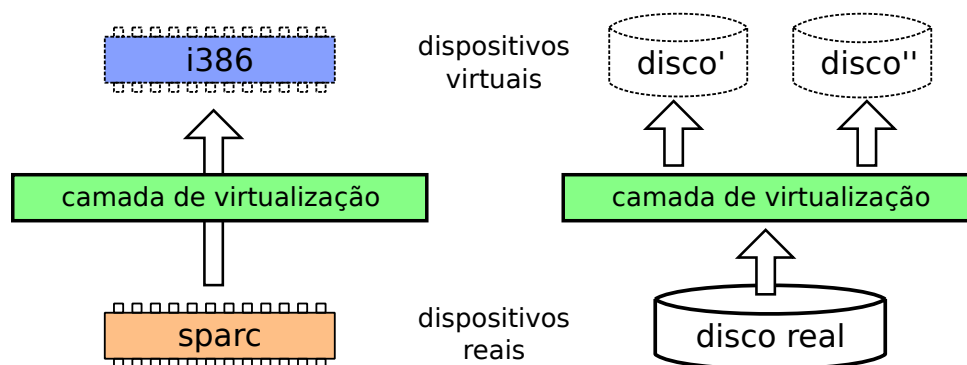 i386
dispositivos
virtuais
disco'
disco''
camada de virtualização
camada de virtualização
sparc
dispositivos
reais
disco real